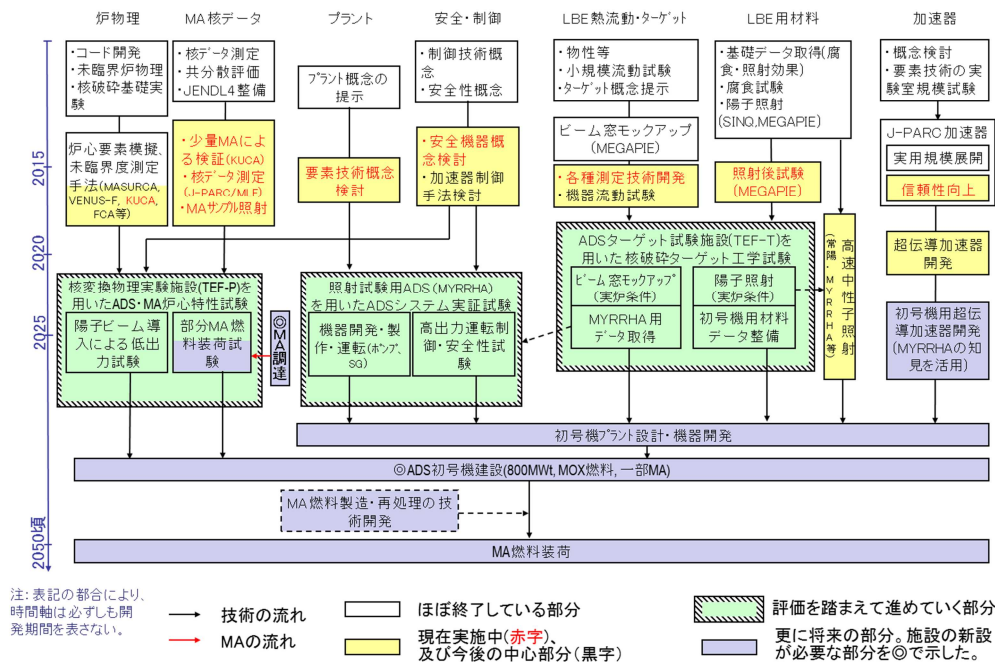 炉物理
MA核データ
プラント
安全・制御
LBE熱流動・ターゲット
LBE用材料
加速器
・コード開発
・未臨界炉物理
・核破砕基礎実
験
・核データ測定
・共分散評価
・JENDL4整備
プラント概念の
提示
・制御技術概
念
・安全性概念
・物性等
・小規模流動試験
・ターゲット概念提示
・基礎データ取得(腐
食・照射効果)
・腐食試験
・陽子照射
(SINQ,MEGAPIE)
・概念検討
・要素技術の実
験室規模試験
炉心要素模擬、
未臨界度測定
手法(MASURCA,
VENUS-F, KUCA,
FCA等)
・少量MAによ
る検証(KUCA)
・核データ測定
(J-PARC/MLF)
・MAサンプル照射
要素技術概念
検討
・安全機器概
念検討
・加速器制御
手法検討
ビーム窓モックアップ
(MEGAPIE)
・各種測定技術開発
・機器流動試験
照射後試験
(MEGAPIE)
J-PARC加速器
実用規模展開
信頼性向上
2015
2020
2025
2050頃
核変換物理実験施設(TEF-P)
を用いたADS・MA炉心特性試験
陽子ビーム導
入による低出
力試験
部分MA燃
料装荷試
験
◎MA調達
照射試験用ADS (MYRRHA)
を用いたADSシステム実証試験
機器開発・製
作・運転(ポンプ、
SG)
高出力運転制
御・安全性試
験
ADSターゲット試験施設(TEF-T)を
用いた核破砕ターゲット工学試験
ビーム窓モックアップ
(実炉条件)
MYRRHA用
データ取得
陽子照射
(実炉条件)
初号機用材料
データ整備
高速中性子照射
(常陽・MYRRHA等)
超伝導加速器
開発
初号機用超伝
導加速器開発
(MYRRHAの知
見を活用)
初号機プラント設計・機器開発
◎ADS初号機建設(800MWt, MOX燃料, 一部MA)
MA燃料製造・再処理の技
術開発
MA燃料装荷
注: 表記の都合により、
時間軸は必ずしも開
発期間を表さない。
技術の流れ
MAの流れ
ほぼ終了している部分
現在実施中(赤字)、
及び今後の中心部分(黒字)
評価を踏まえて進めていく部分
更に将来の部分。施設の新設
が必要な部分を◎で示した。